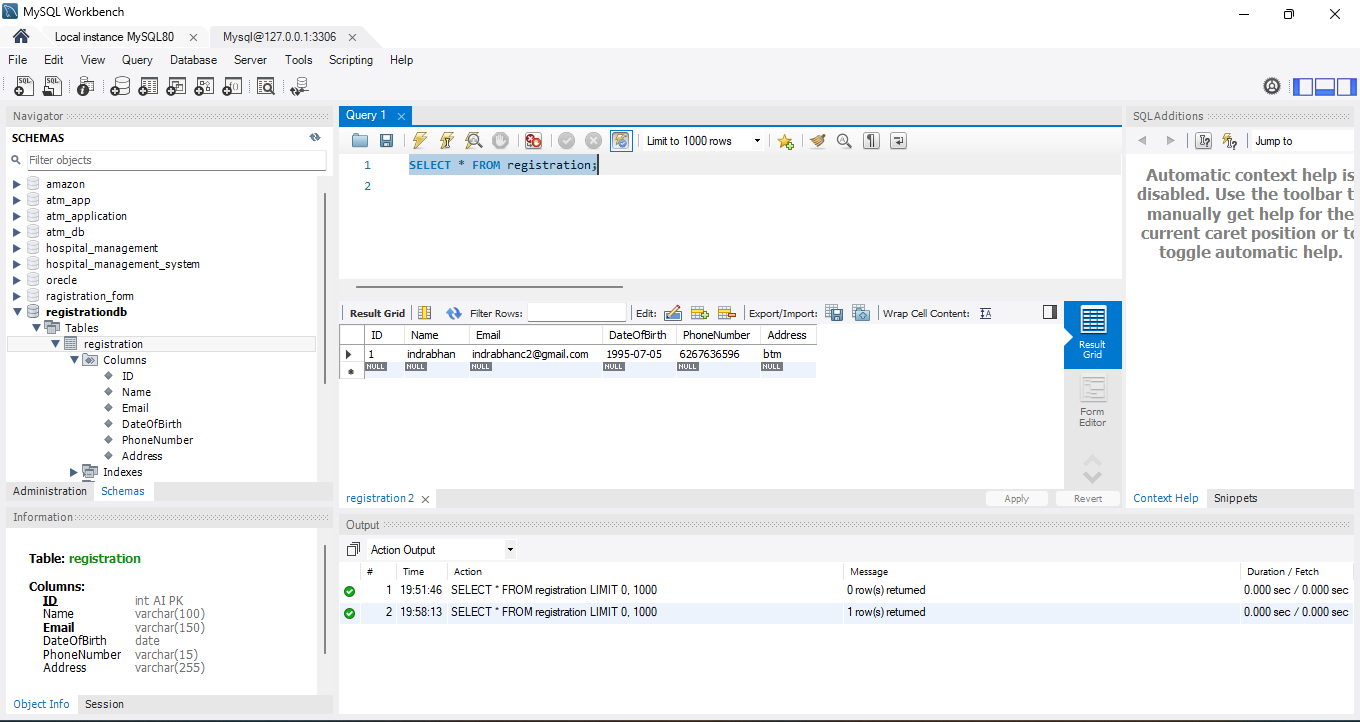 MySQL Workbench
Local instance MySQL80
Mysql@127.0.0.1:3306
File Edit View Query Database Server Tools Scripting Help
Navigator
SCHEMAS
Filter objects
amazon
atm_app
atm_application
atm_db
hospital_management
hospital_management_system
orecle
ragistration_form
registrationdb
Tables
registration
Columns
ID
Name
Email
DateOfBirth
PhoneNumber
Address
Indexes
Administration Schemas
Information
Table: registration
Columns:
ID int AI PK
Name varchar(100)
Email varchar(150)
DateOfBirth date
PhoneNumber varchar(15)
Address varchar(255)
Object Info Session
Query 1
Limit to 1000 rows
1 SELECT * FROM registration;
2
Result Grid Filter Rows: Edit: Export/Import: Wrap Cell Content:
ID Name Email DateOfBirth PhoneNumber Address
1 indrabhan indrabhanc2@gmail.com 1995-07-05 6267636596 btm
NULL NULL NULL NULL NULL NULL
Result
Grid
Form
Editor
registration 2
Apply Revert
Output
Action Output
# Time Action Message Duration / Fetch
1 19:51:46 SELECT * FROM registration LIMIT 0, 1000 0 row(s) returned 0.000 sec / 0.000 sec
2 19:58:13 SELECT * FROM registration LIMIT 0, 1000 1 row(s) returned 0.000 sec / 0.000 sec
SQLAdditions
Jump to
Automatic context help is
disabled. Use the toolbar t
manually get help for the
current caret position or to
toggle automatic help.
Context Help Snippets